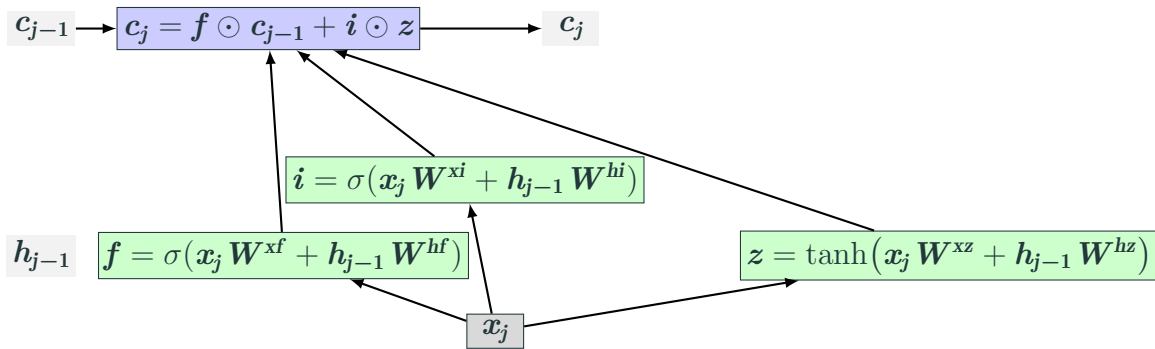 c_{j-1} c_j = f ⊙ c_{j-1} + i ⊙ z c_j
i = σ(x_j W^{xi} + h_{j-1} W^{hi})
h_{j-1} f = σ(x_j W^{xf} + h_{j-1} W^{hf}) z = tanh(x_j W^{xz} + h_{j-1} W^{hz})
x_j